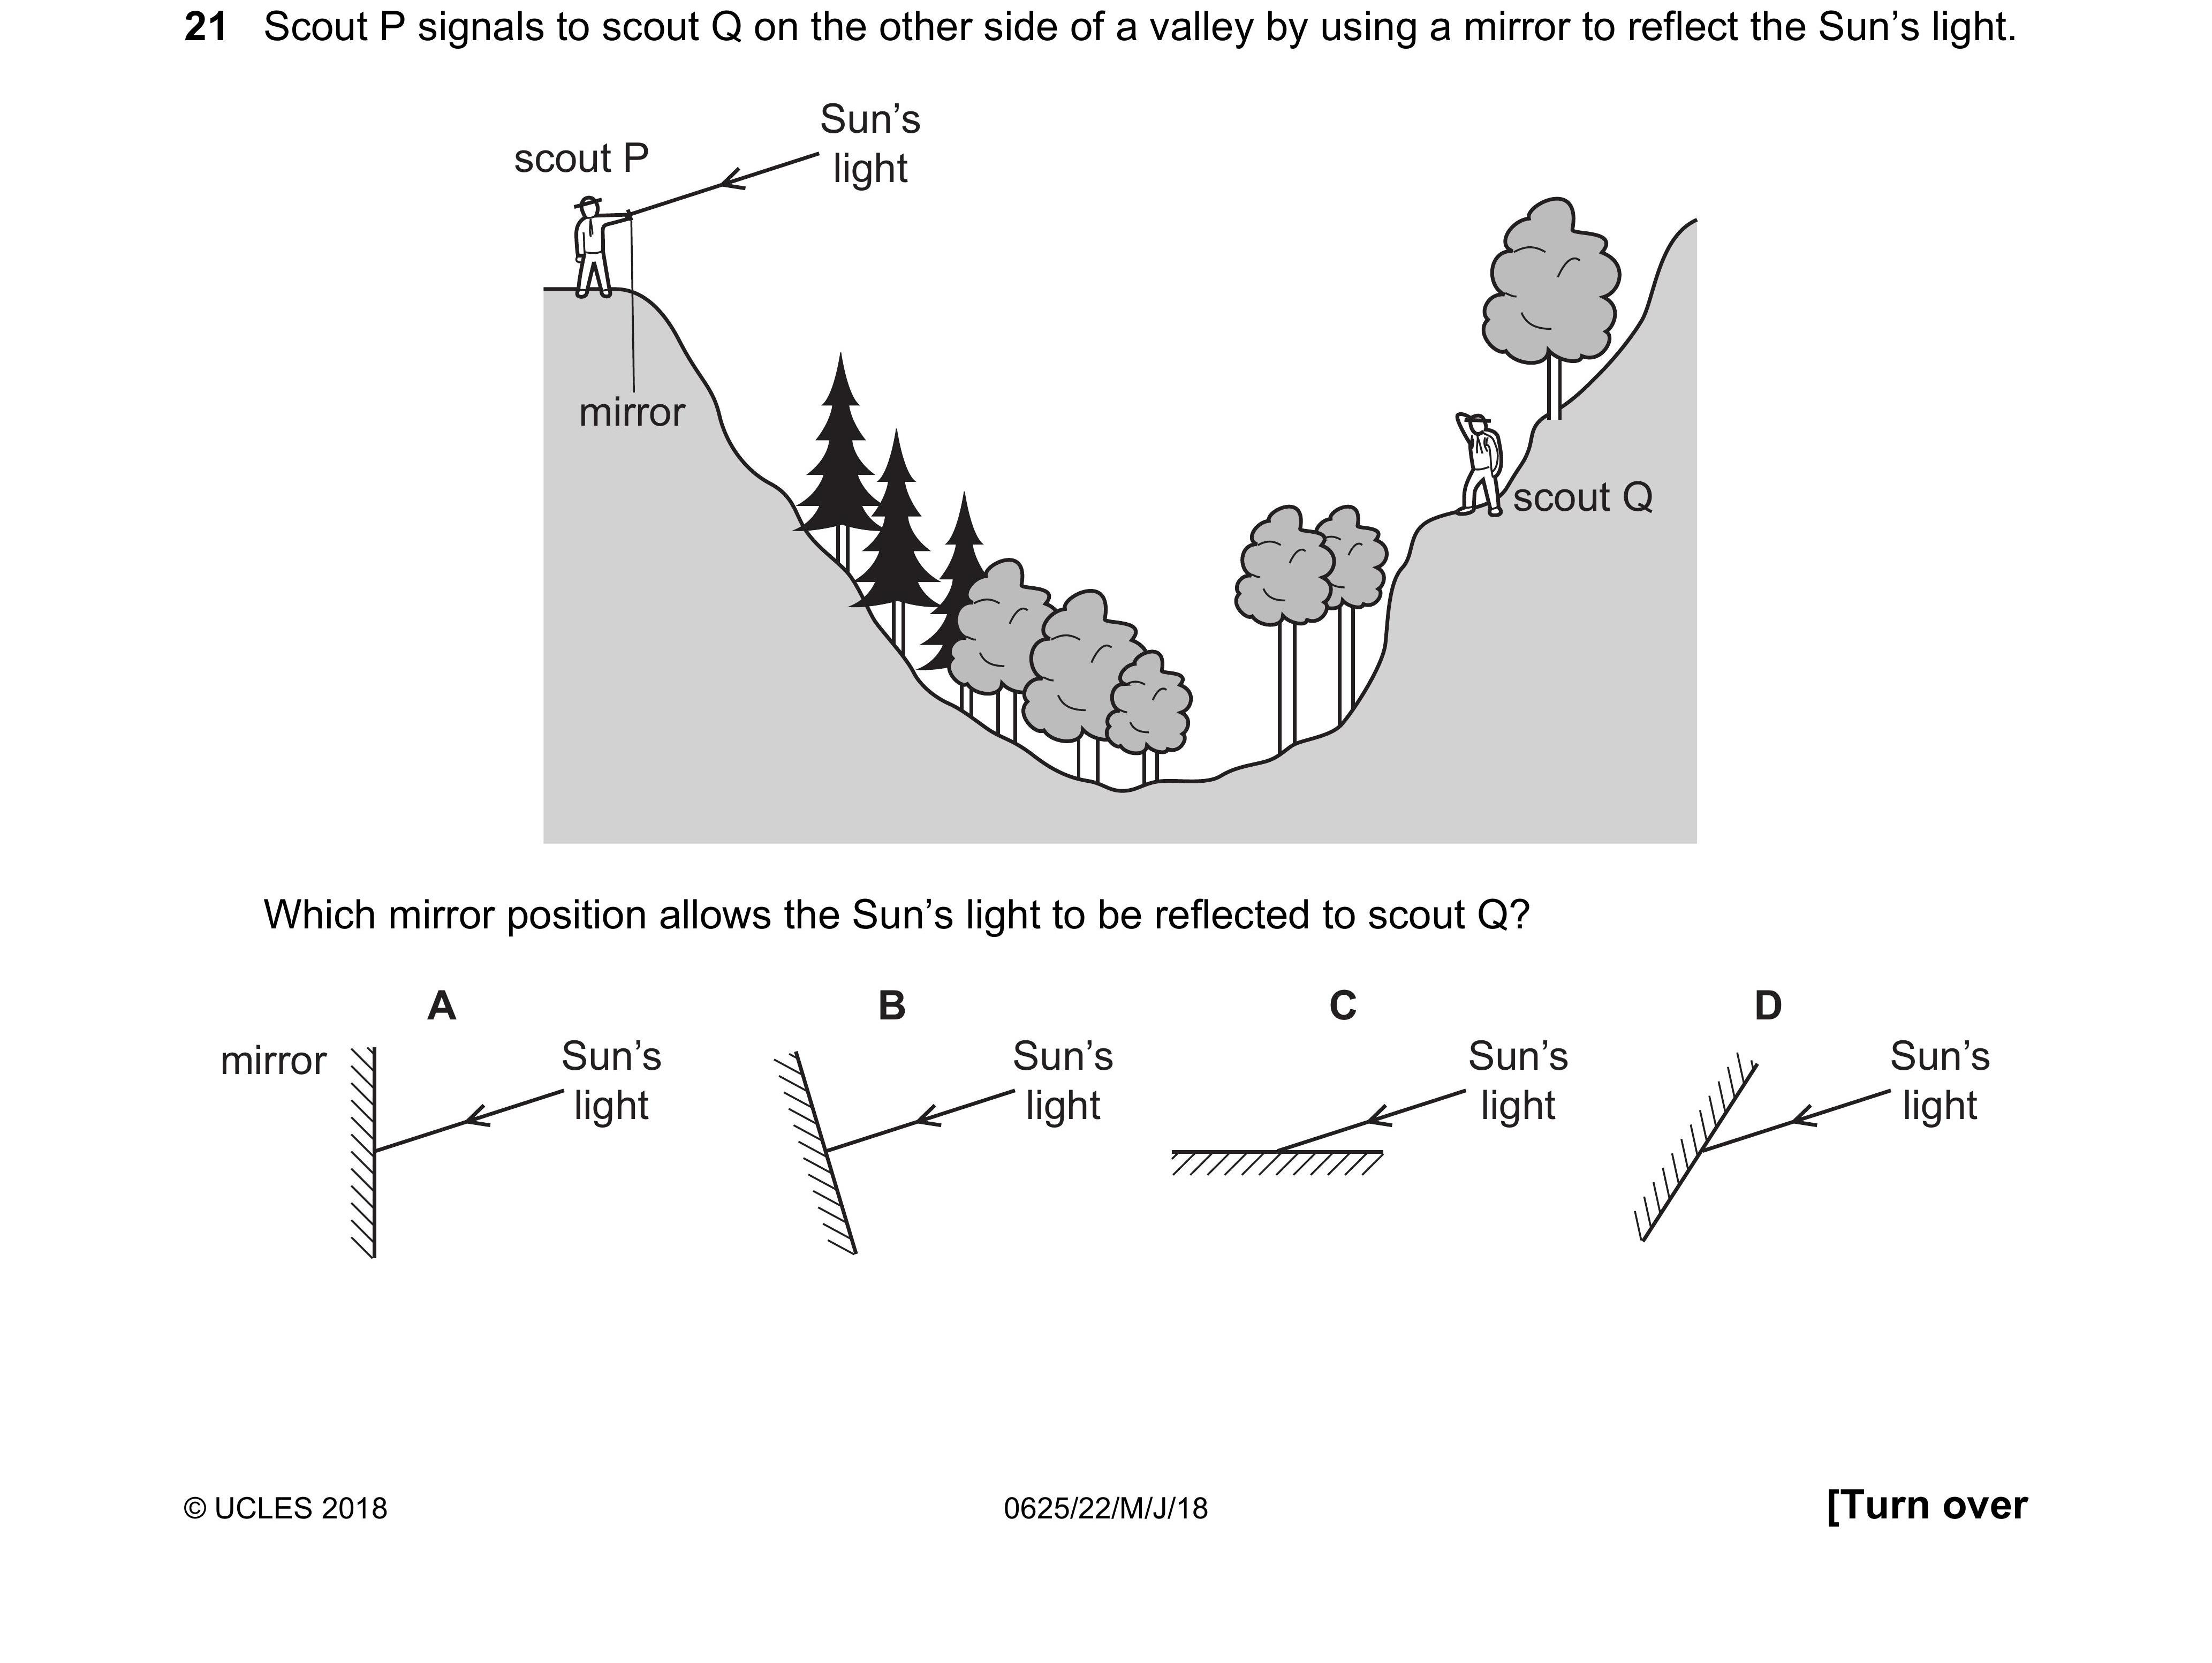 21 Scout P signals to scout Q on the other side of a valley by using a mirror to reflect the Sun's light.
Sun's
light
scout P
mirror
scout Q
Which mirror position allows the Sun's light to be reflected to scout Q?
A B C D
mirror Sun's Sun's Sun's Sun's
light light light light
© UCLES 2018 0625/22/M/J/18 [Turn over